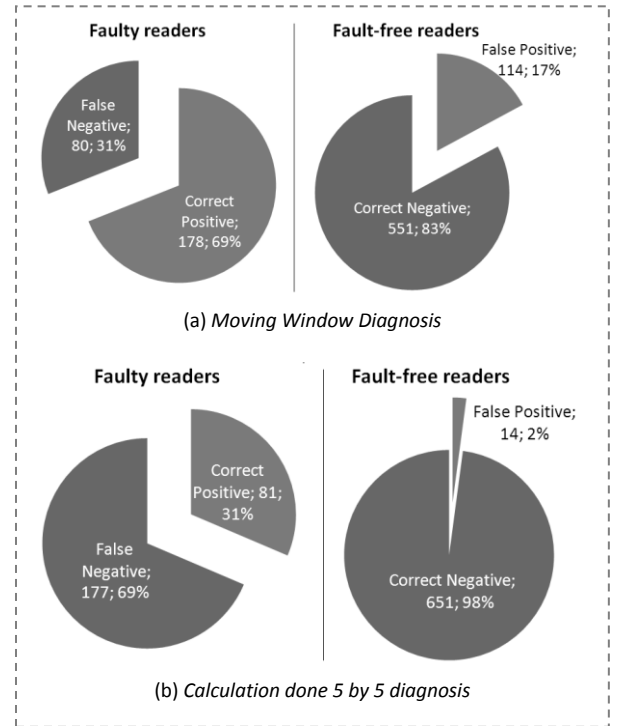 Faulty readers
Fault-free readers
False
Negative;
80; 31%
Correct
Positive;
178; 69%
False Positive;
114; 17%
Correct Negative;
551; 83%
(a) Moving Window Diagnosis
Faulty readers
Fault-free readers
False
Negative;
177; 69%
Correct
Positive; 81;
31%
False Positive;
14; 2%
Correct Negative;
651; 98%
(b) Calculation done 5 by 5 diagnosis